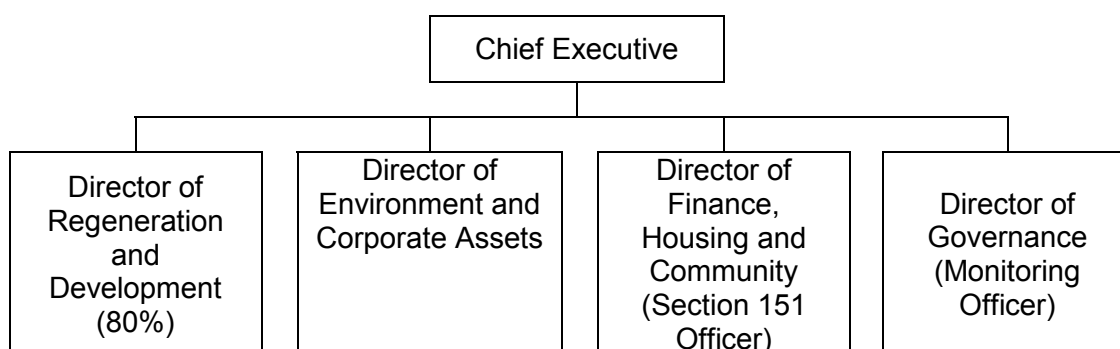 Chief Executive
Director of
Regeneration
and
Development
(80%)
Director of
Environment and
Corporate Assets
Director of
Finance,
Housing and
Community
(Section 151
Officer)
Director of
Governance
(Monitoring
Officer)